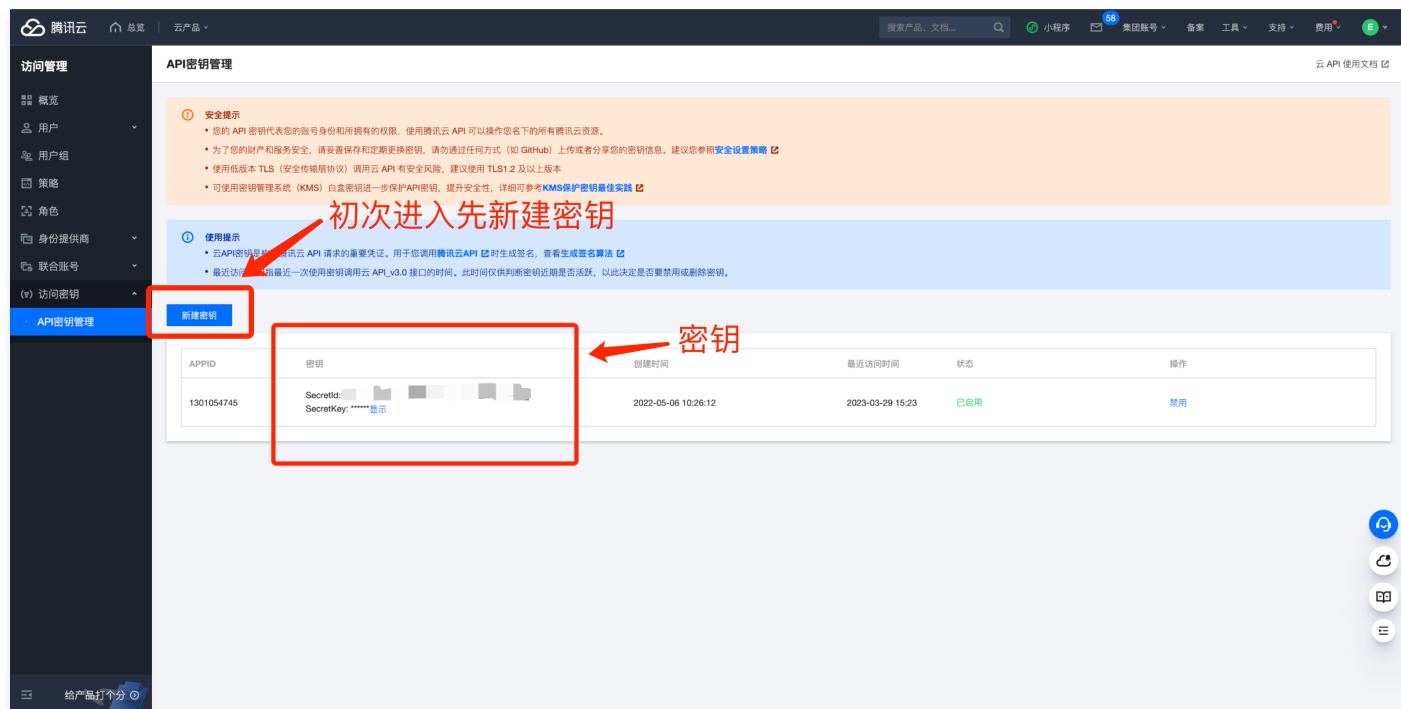 腾讯云 总览 云产品 搜索产品、文档... 小程序 58 集团账号 备案 工具 支持 费用 E
访问管理
概览
用户
用户组
策略
角色
身份提供商
联合账号
访问密钥
API密钥管理
给产品打个分
API密钥管理 云 API 使用文档
安全提示
• 您的 API 密钥代表您的账号身份和所拥有的权限，使用腾讯云 API 可以操作您名下的所有腾讯云资源。
• 为了您的财产和服务安全，请妥善保存和定期更换密钥，请勿通过任何方式（如 GitHub）上传或者分享您的密钥信息。建议您参照安全设置策略
• 使用低版本 TLS（安全传输层协议）调用云 API 有安全风险，建议使用 TLS1.2 及以上版本
• 可使用密钥管理系统（KMS）白盒密钥进一步保护API密钥，提升安全性，详细可参考KMS保护密钥最佳实践
初次进入先新建密钥
使用提示
• 云API密钥是 腾讯云 API 请求的重要凭证。用于您调用腾讯云API 时生成签名，查看生成签名算法
• 最近访问 指最近一次使用密钥调用云 API_v3.0 接口的时间。此时间仅供判断密钥近期是否活跃，以此决定是否要禁用或删除密钥。
新建密钥
密钥
APPID 密钥 创建时间 最近访问时间 状态 操作
1301054745 SecretId: 2022-05-06 10:26:12 2023-03-29 15:23 已启用 禁用
SecretKey: ******显示